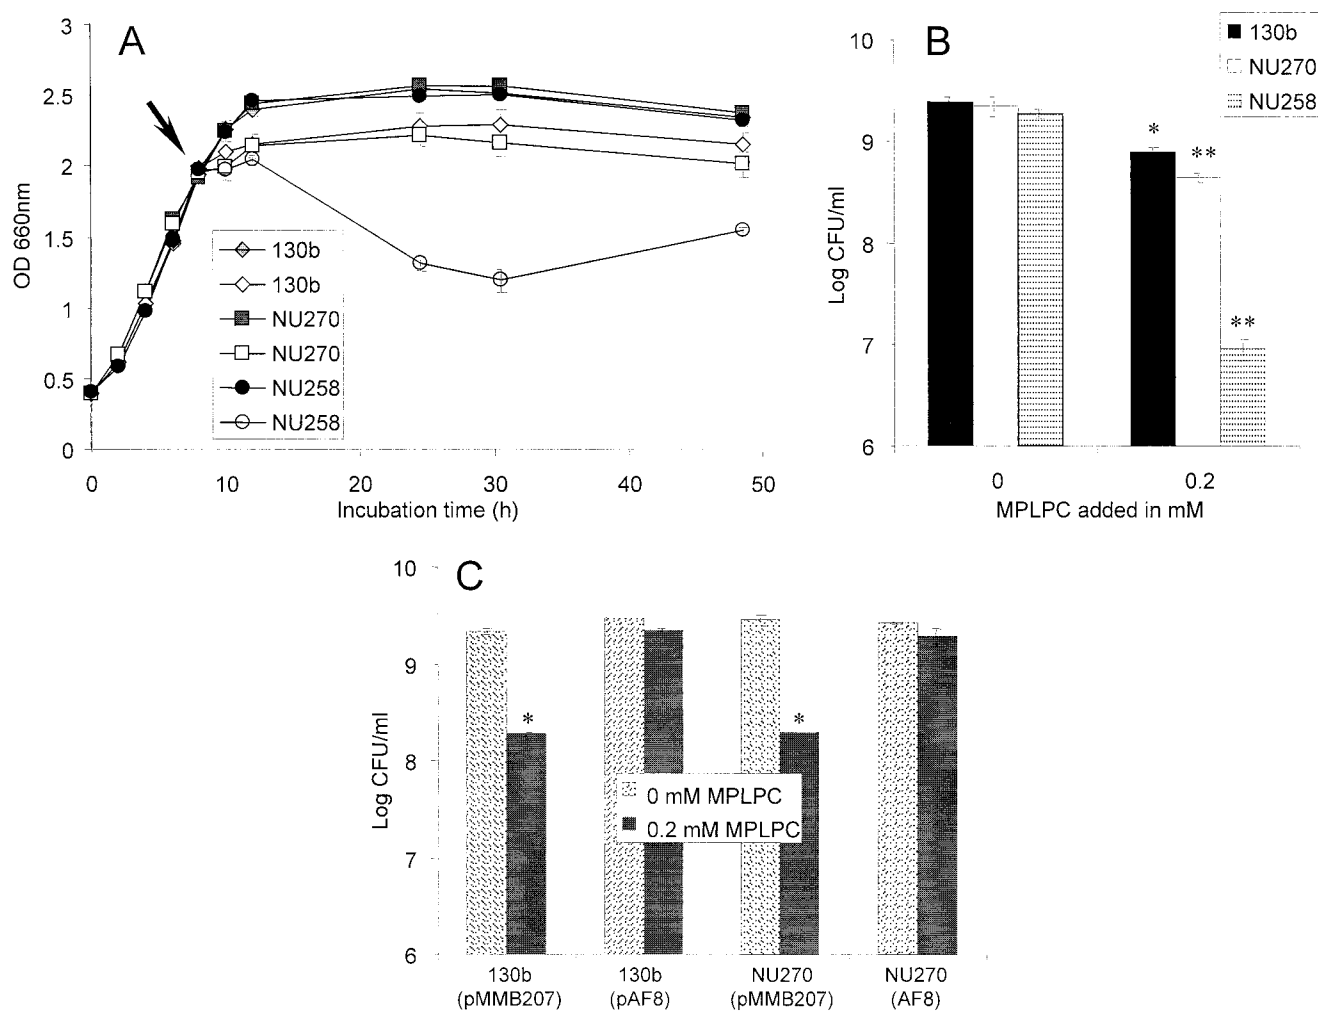 A
3
2.5
2
1.5
1
0.5
0
OD 660nm
0 10 20 30 40 50
Incubation time (h)
130b
130b
NU270
NU270
NU258
NU258
B
10
9
8
7
6
Log CFU/ml
130b
NU270
NU258
*
**
**
0 0.2
MPLPC added in mM
C
10
9
8
7
6
Log CFU/ml
*
*
0 mM MPLPC
0.2 mM MPLPC
130b 130b NU270 NU270
(pMMB207) (pAF8) (pMMB207) (AF8)